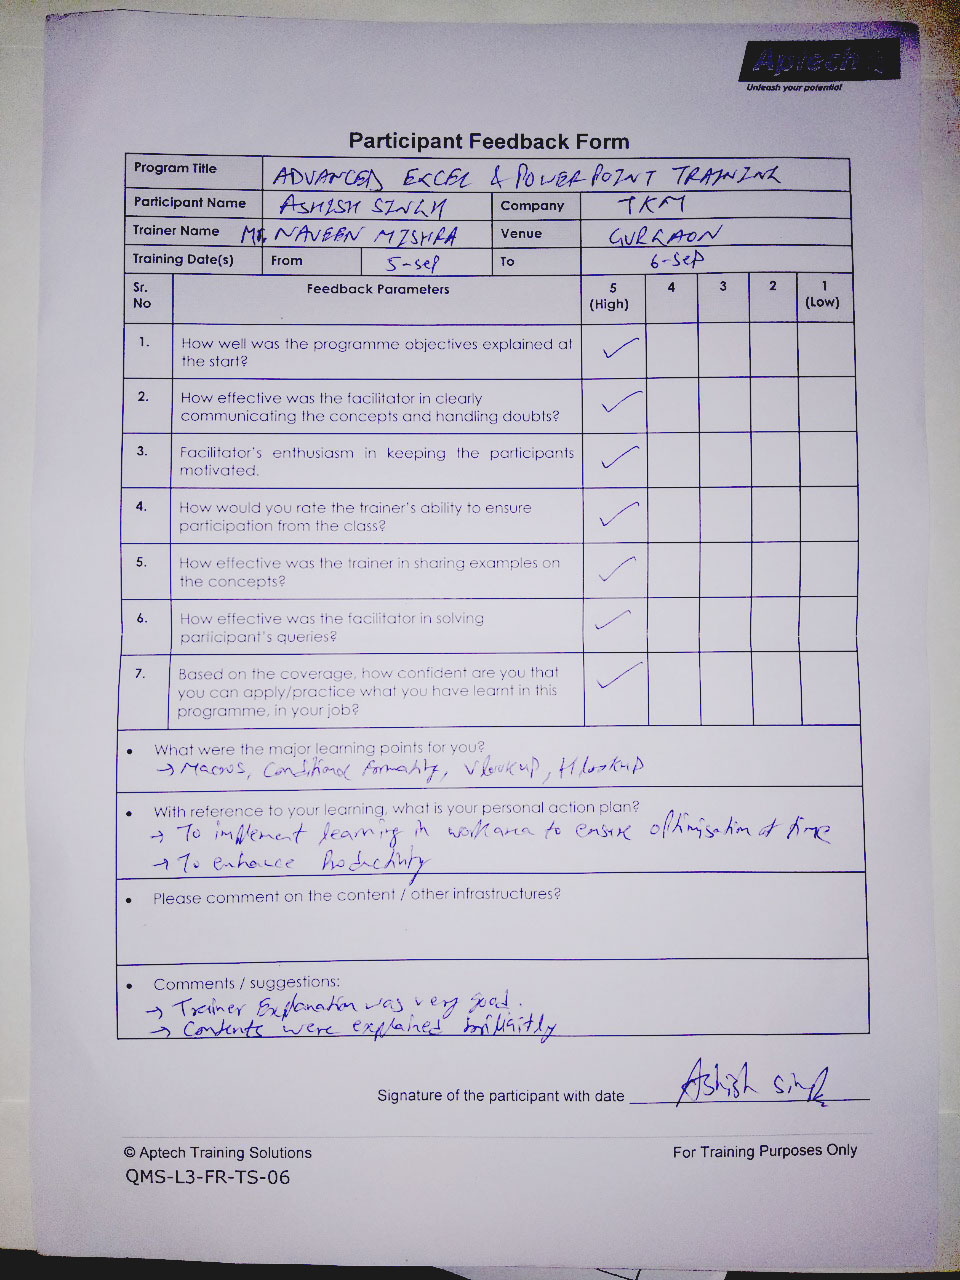 Aptech
Unleash your potential
Participant Feedback Form
Program Title ADVANCED EXCEL & POWER POINT TRAINING
Participant Name ASHISH SINGH Company TKM
Trainer Name Mr. NAVEEN MISHRA Venue GURGAON
Training Date(s) From 5-sep To 6-sep
Sr. No Feedback Parameters 5 (High) 4 3 2 1 (Low)
1. How well was the programme objectives explained at
the start?
2. How effective was the facilitator in clearly
communicating the concepts and handling doubts?
3. Facilitator's enthusiasm in keeping the participants
motivated.
4. How would you rate the trainer's ability to ensure
participation from the class?
5. How effective was the trainer in sharing examples on
the concepts?
6. How effective was the facilitator in solving
participant's queries?
7. Based on the coverage, how confident are you that
you can apply/practice what you have learnt in this
programme, in your job?
• What were the major learning points for you?
→ Macros, Conditional Formating, Vlookup, Hlookup
• With reference to your learning, what is your personal action plan?
→ To implement learning in work area to ensure optimisation of time
→ To enhance Productivity
• Please comment on the content / other infrastructures?
• Comments / suggestions:
→ Trainer Explanation was very good.
→ Contents were explained
Signature of the participant with date Ashish Singh
© Aptech Training Solutions For Training Purposes Only
QMS-L3-FR-TS-06